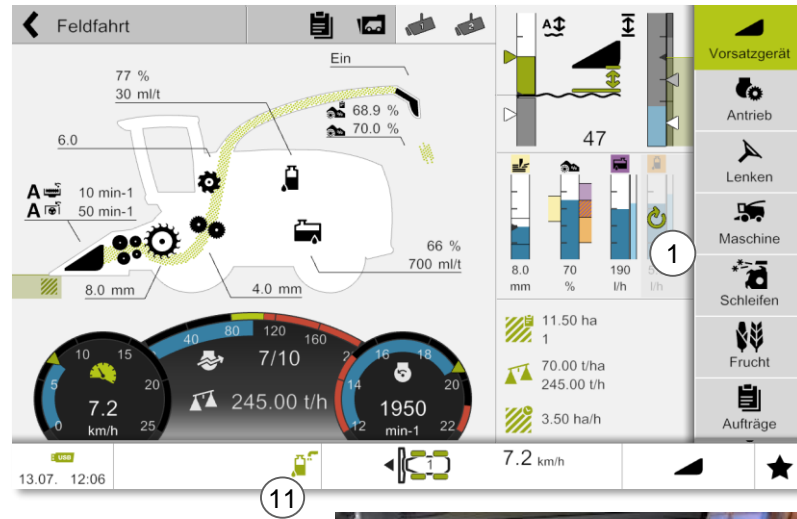 Feldfahrt
1
2
Vorsatzgerät
Antrieb
Lenken
Maschine
Schleifen
Frucht
Aufträge
77 %
30 ml/t
Ein
68.9 %
70.0 %
6.0
A 10 min-1
A 50 min-1
66 %
700 ml/t
8.0 mm
4.0 mm
A
47
8.0
mm
70
%
190
l/h
l/h
1
11.50 ha
1
70.00 t/ha
245.00 t/h
3.50 ha/h
0
5
10
15
20
25
7.2
km/h
40
80
120
160
7/10
245.00 t/h
12
14
16
18
20
22
1950
min-1
USB
13.07. 12:06
11
1
7.2 km/h